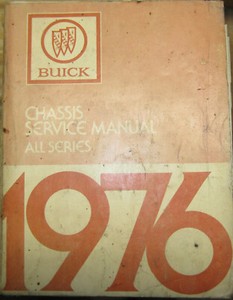 BUICK
CHASSIS
SERVICE MANUAL
ALL SERIES
1976